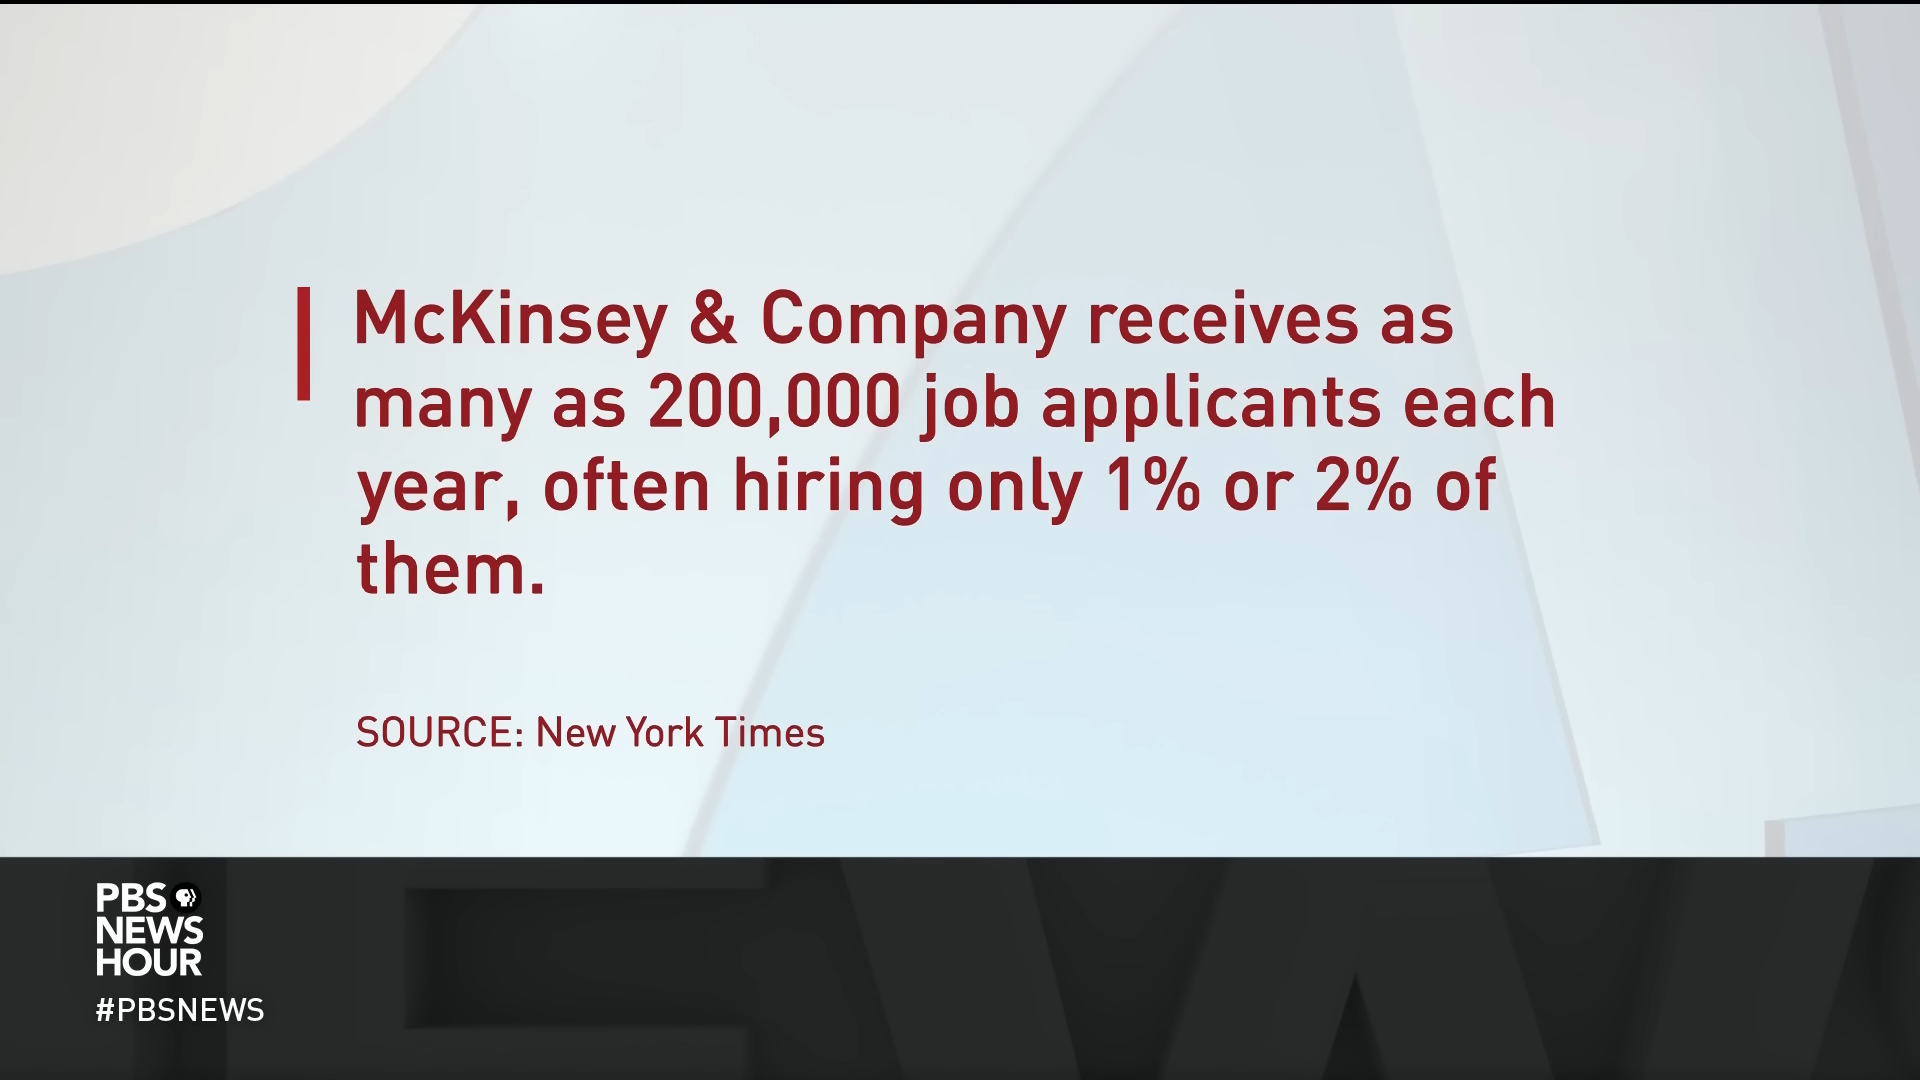 McKinsey & Company receives as
many as 200,000 job applicants each
year, often hiring only 1% or 2% of
them.
SOURCE: New York Times
PBS
NEWS
HOUR
#PBSNEWS